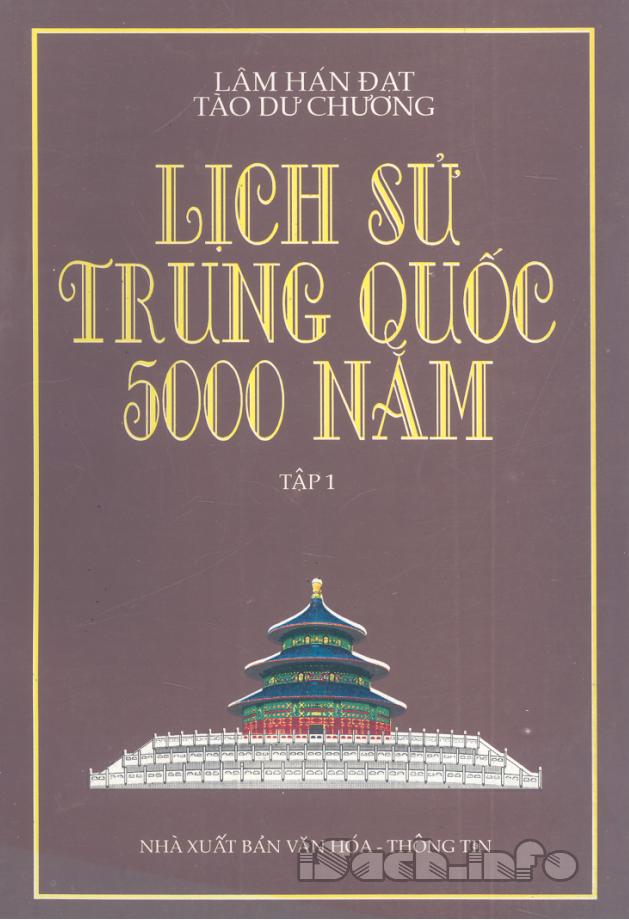 LÂM HÁN ĐẠT
TÀO DƯ CHƯƠNG
LỊCH SỬ
TRUNG QUỐC
5000 NĂM
TẬP 1
NHÀ XUẤT BẢN VĂN HÓA - THÔNG TIN
iSach.info